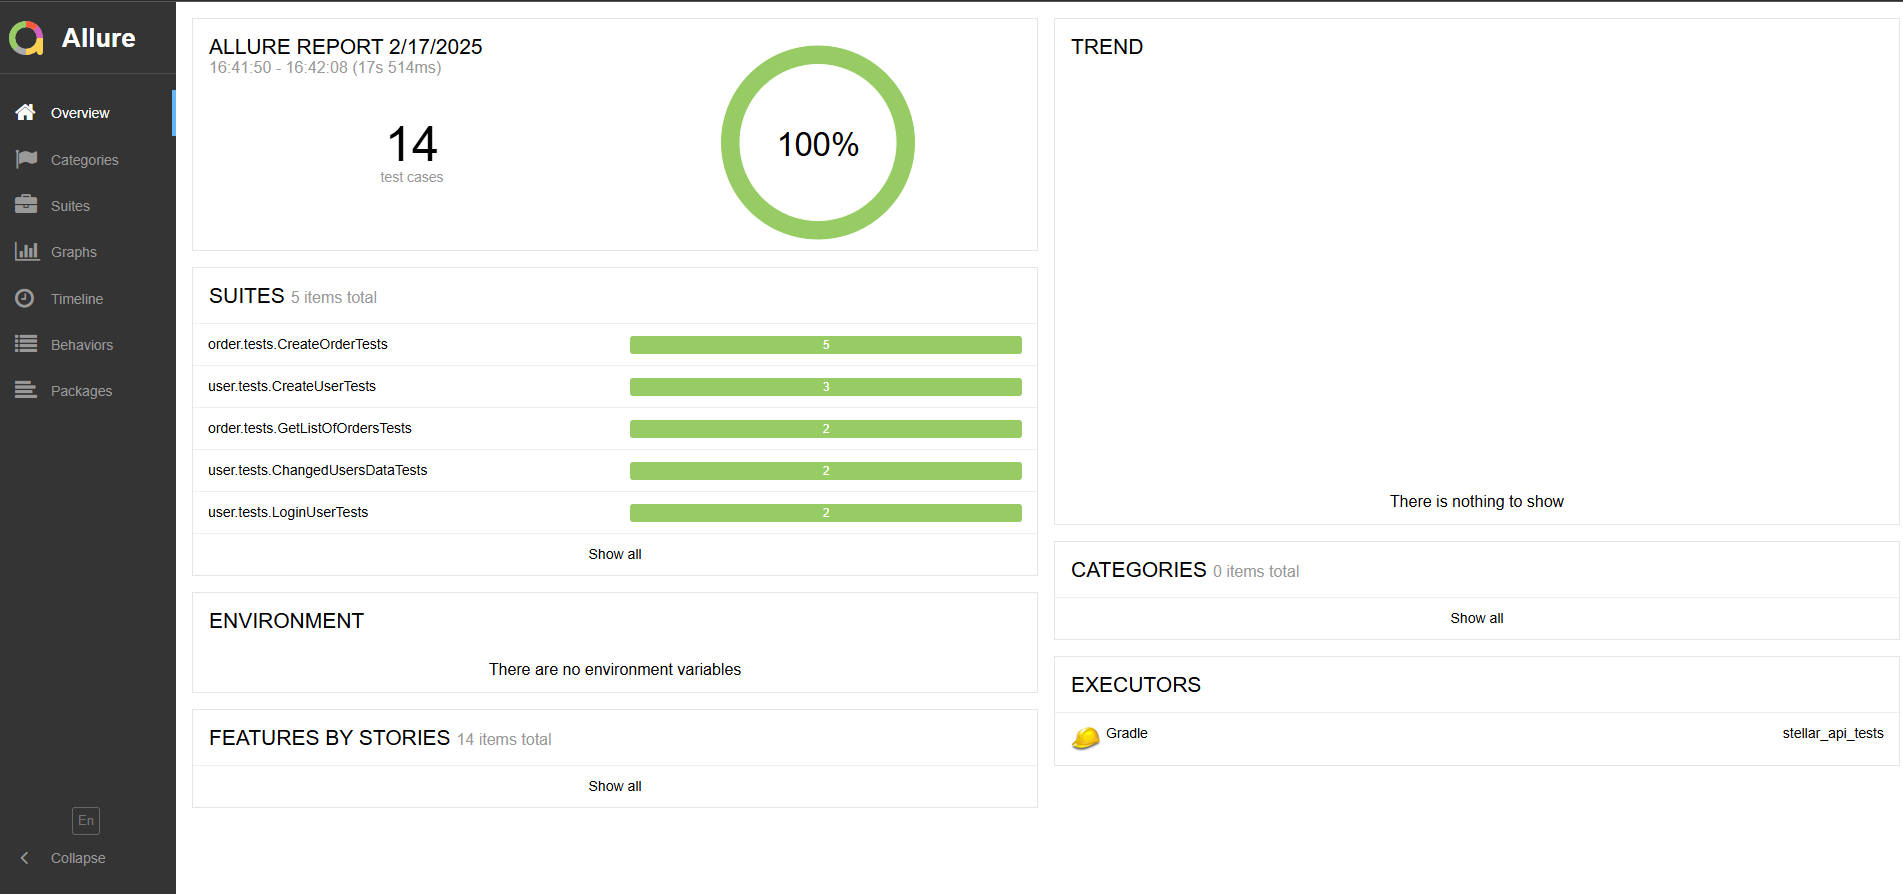 Allure
Overview
Categories
Suites
Graphs
Timeline
Behaviors
Packages
En
Collapse
ALLURE REPORT 2/17/2025
16:41:50 - 16:42:08 (17s 514ms)
14
test cases
100%
SUITES 5 items total
order.tests.CreateOrderTests 5
user.tests.CreateUserTests 3
order.tests.GetListOfOrdersTests 2
user.tests.ChangedUsersDataTests 2
user.tests.LoginUserTests 2
Show all
ENVIRONMENT
There are no environment variables
FEATURES BY STORIES 14 items total
Show all
TREND
There is nothing to show
CATEGORIES 0 items total
Show all
EXECUTORS
Gradle stellar_api_tests